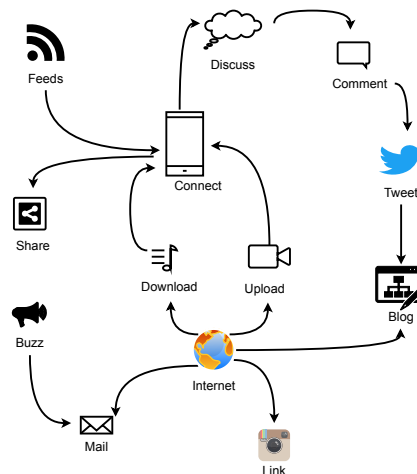 Discuss
Feeds
Comment
Connect
Tweet
Share
Download
Upload
Blog
Buzz
Internet
Mail
Link